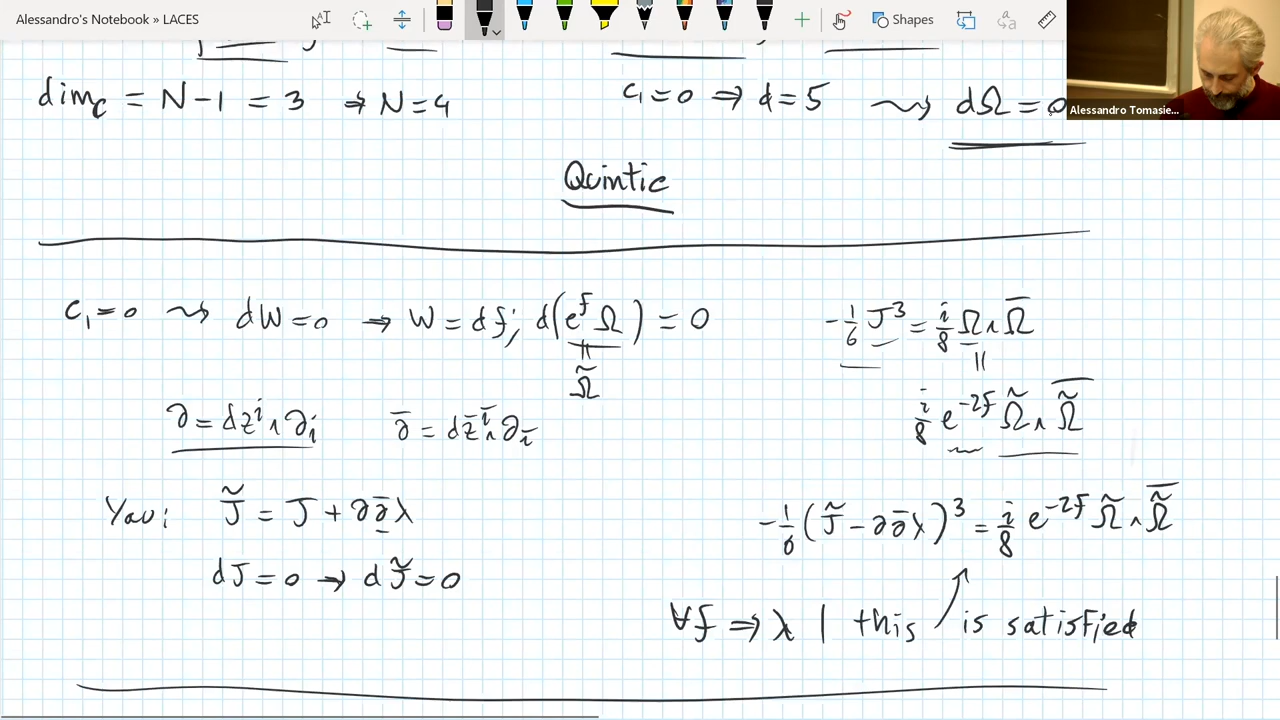 Alessandro's Notebook » LACES
Shapes
Alessandro Tomasie...
dim_C = N-1 = 3 ⇒ N=4
c₁=0 ⇒ d=5 ⇝ dΩ=0
Quintic
c₁=0 ⇝ dW=0 ⇒ W=df; d(e^f Ω)=0
=
Ω̃
-1/6 J³ = i/8 Ω∧Ω̄
=
i/8 e^{-2f} Ω̃∧Ω̃̄
∂=dz^i∧∂_i ∂̄=dz̄^ī∧∂_ī
Yau: J̃ = J+∂∂̄λ
-1/6 (J̃-∂∂̄λ)³ = i/8 e^{-2f} Ω̃∧Ω̃̄
dJ=0 → dJ̃=0
∀f ⇒ λ | this is satisfied